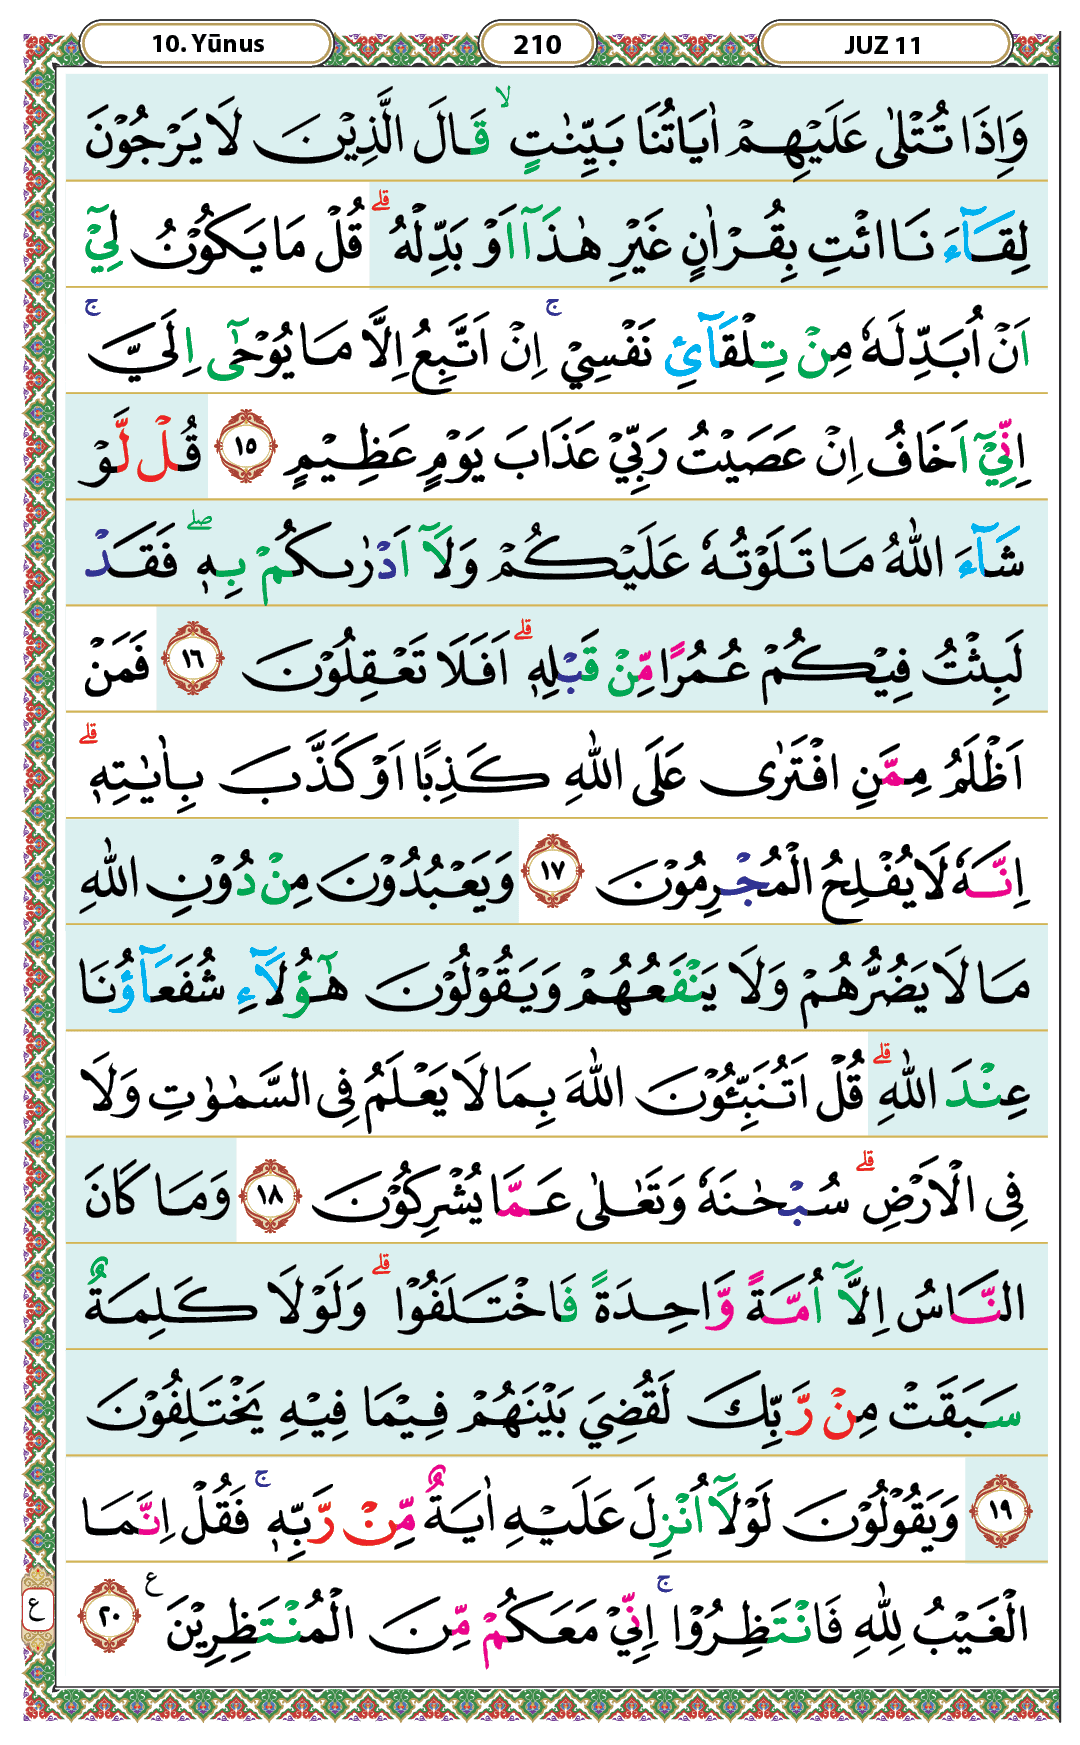 10. Yūnus 210 JUZ 11
وَاِذَا تُتْلٰى عَلَيْهِمْ اٰيَاتُنَا بَيِّنٰتٍ ۙ قَالَ الَّذِيْنَ لَا يَرْجُوْنَ
لِقَآءَنَا ائْتِ بِقُرْاٰنٍ غَيْرِ هٰذَاۤ اَوْ بَدِّلْهُ ۗ قُلْ مَا يَكُوْنُ لِيْۤ
اَنْ اُبَدِّلَهٗ مِنْ تِلْقَآئِ نَفْسِيْ ۚ اِنْ اَتَّبِعُ اِلَّا مَا يُوْحٰۤى اِلَيَّ ۚ
اِنِّيْۤ اَخَافُ اِنْ عَصَيْتُ رَبِّيْ عَذَابَ يَوْمٍ عَظِيْمٍ ١٥ قُلْ لَّوْ
شَآءَ اللّٰهُ مَا تَلَوْتُهٗ عَلَيْكُمْ وَلَاۤ اَدْرٰىكُمْ بِهٖ ۖ فَقَدْ
لَبِثْتُ فِيْكُمْ عُمُرًا مِّنْ قَبْلِهٖ ۗ اَفَلَا تَعْقِلُوْنَ ١٦ فَمَنْ
اَظْلَمُ مِمَّنِ افْتَرٰى عَلَى اللّٰهِ كَذِبًا اَوْ كَذَّبَ بِاٰيٰتِهٖ ۗ
اِنَّهٗ لَا يُفْلِحُ الْمُجْرِمُوْنَ ١٧ وَيَعْبُدُوْنَ مِنْ دُوْنِ اللّٰهِ
مَا لَا يَضُرُّهُمْ وَلَا يَنْفَعُهُمْ وَيَقُوْلُوْنَ هٰۤؤُلَآءِ شُفَعَآؤُنَا
عِنْدَ اللّٰهِ ۗ قُلْ اَتُنَبِّئُوْنَ اللّٰهَ بِمَا لَا يَعْلَمُ فِى السَّمٰوٰتِ وَلَا
فِى الْاَرْضِ ۗ سُبْحٰنَهٗ وَتَعٰلٰى عَمَّا يُشْرِكُوْنَ ١٨ وَمَا كَانَ
النَّاسُ اِلَّاۤ اُمَّةً وَّاحِدَةً فَاخْتَلَفُوْا ۗ وَلَوْلَا كَلِمَةٌ
سَبَقَتْ مِنْ رَّبِّكَ لَقُضِيَ بَيْنَهُمْ فِيْمَا فِيْهِ يَخْتَلِفُوْنَ
١٩ وَيَقُوْلُوْنَ لَوْلَاۤ اُنْزِلَ عَلَيْهِ اٰيَةٌ مِّنْ رَّبِّهٖ ۚ فَقُلْ اِنَّمَا
الْغَيْبُ لِلّٰهِ فَانْتَظِرُوْا ۚ اِنِّيْ مَعَكُمْ مِّنَ الْمُنْتَظِرِيْنَ ع ٢٠
ع